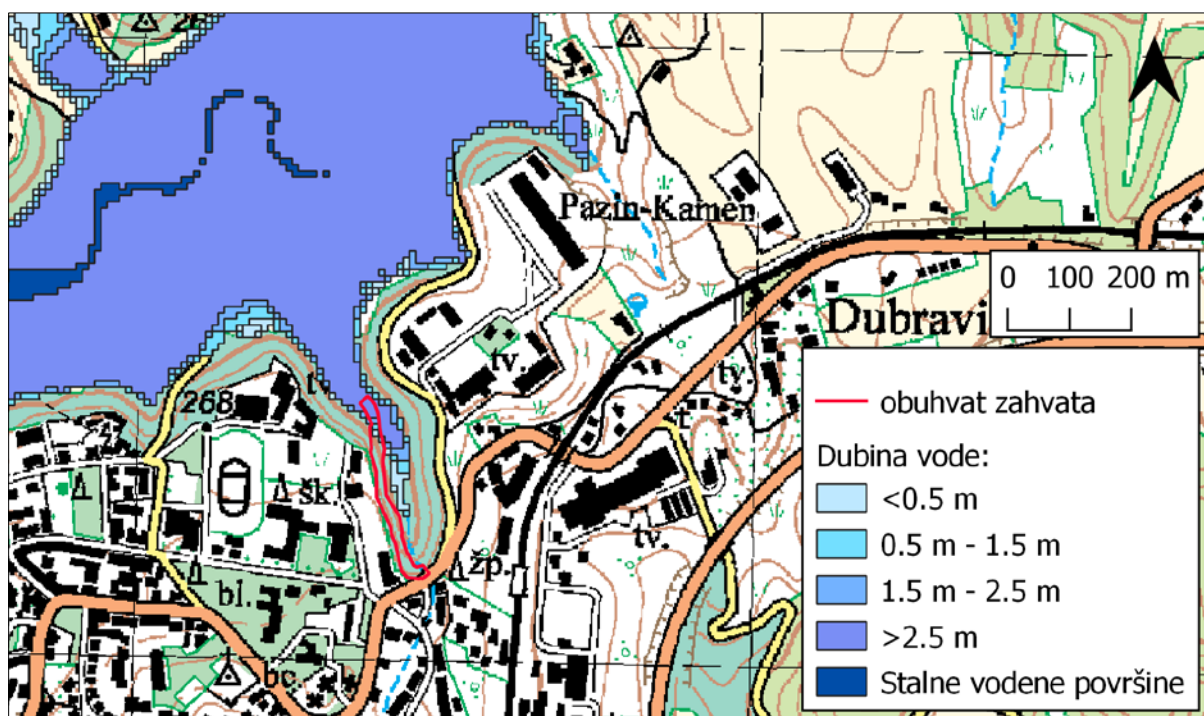 Pazin-Kamen
0 100 200 m
Dubravi
tv.
tv.
tv.
268
šk.
žp.
tv.
bl.
bc
obuhvat zahvata
Dubina vode:
<0.5 m
0.5 m - 1.5 m
1.5 m - 2.5 m
>2.5 m
Stalne vodene površine